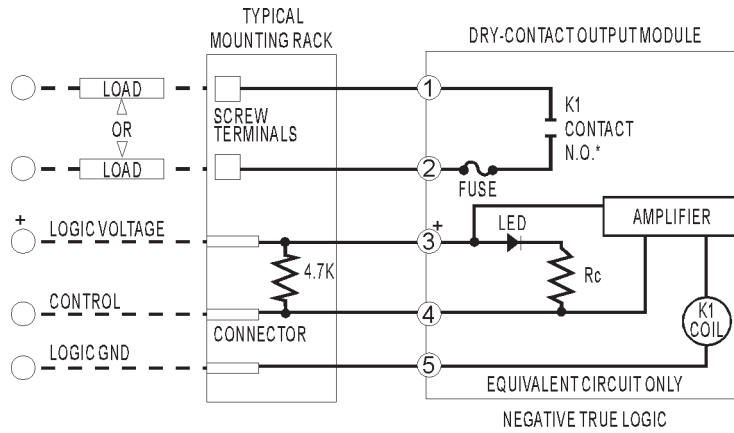 TYPICAL
MOUNTING RACK
DRY-CONTACT OUTPUT MODULE
LOAD
1
K1
CONTACT
N.O.*
SCREW
TERMINALS
OR
LOAD
2
FUSE
+
LOGIC VOLTAGE
3
+
LED
AMPLIFIER
4.7K
Rc
CONTROL
4
CONNECTOR
K1
COIL
LOGIC GND
5
EQUIVALENT CIRCUIT ONLY
NEGATIVE TRUE LOGIC